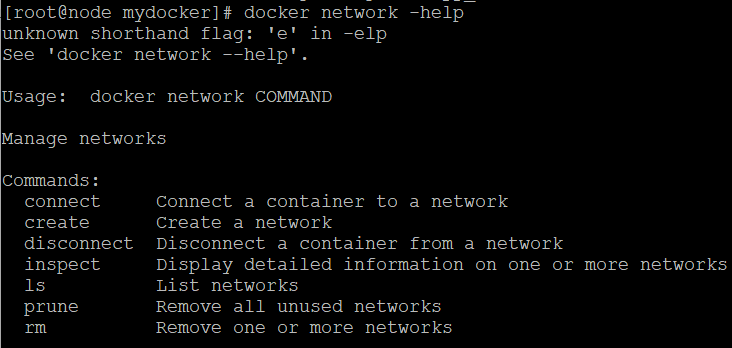 [root@node mydocker]# docker network -help
unknown shorthand flag: 'e' in -elp
See 'docker network --help'.
Usage:  docker network COMMAND
Manage networks
Commands:
  connect     Connect a container to a network
  create      Create a network
  disconnect  Disconnect a container from a network
  inspect     Display detailed information on one or more networks
  ls          List networks
  prune       Remove all unused networks
  rm          Remove one or more networks